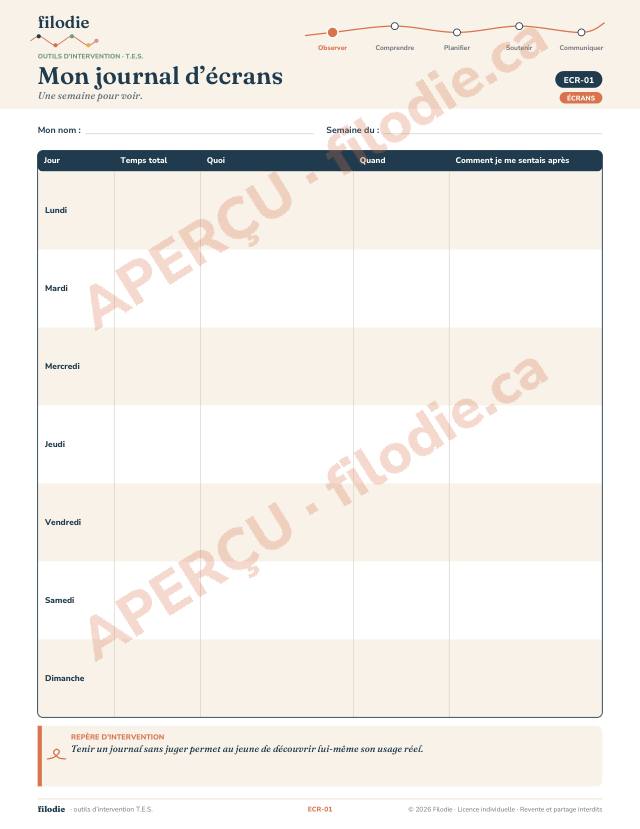 filodie
OUTILS D'INTERVENTION · T.E.S.
Observer Comprendre Planifier Soutenir Communiquer
Mon journal d'écrans
Une semaine pour voir.
ECR-01
ÉCRANS
Mon nom : Semaine du :
Jour Temps total Quoi Quand Comment je me sentais après
Lundi
Mardi
Mercredi
Jeudi
Vendredi
Samedi
Dimanche
APERÇU · filodie.ca
APERÇU · filodie.ca
REPÈRE D'INTERVENTION
Tenir un journal sans juger permet au jeune de découvrir lui-même son usage réel.
filodie · outils d'intervention T.E.S. ECR-01 © 2026 Filodie · Licence individuelle · Revente et partage interdits